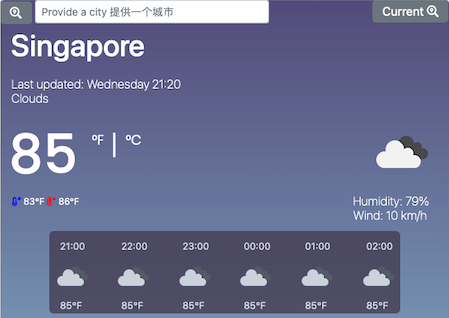 Provide a city 提供一个城市
Current
Singapore
Last updated: Wednesday 21:20
Clouds
85 °F | °C
83°F 86°F
Humidity: 79%
Wind: 10 km/h
21:00 22:00 23:00 00:00 01:00 02:00
85°F 85°F 85°F 85°F 85°F 85°F